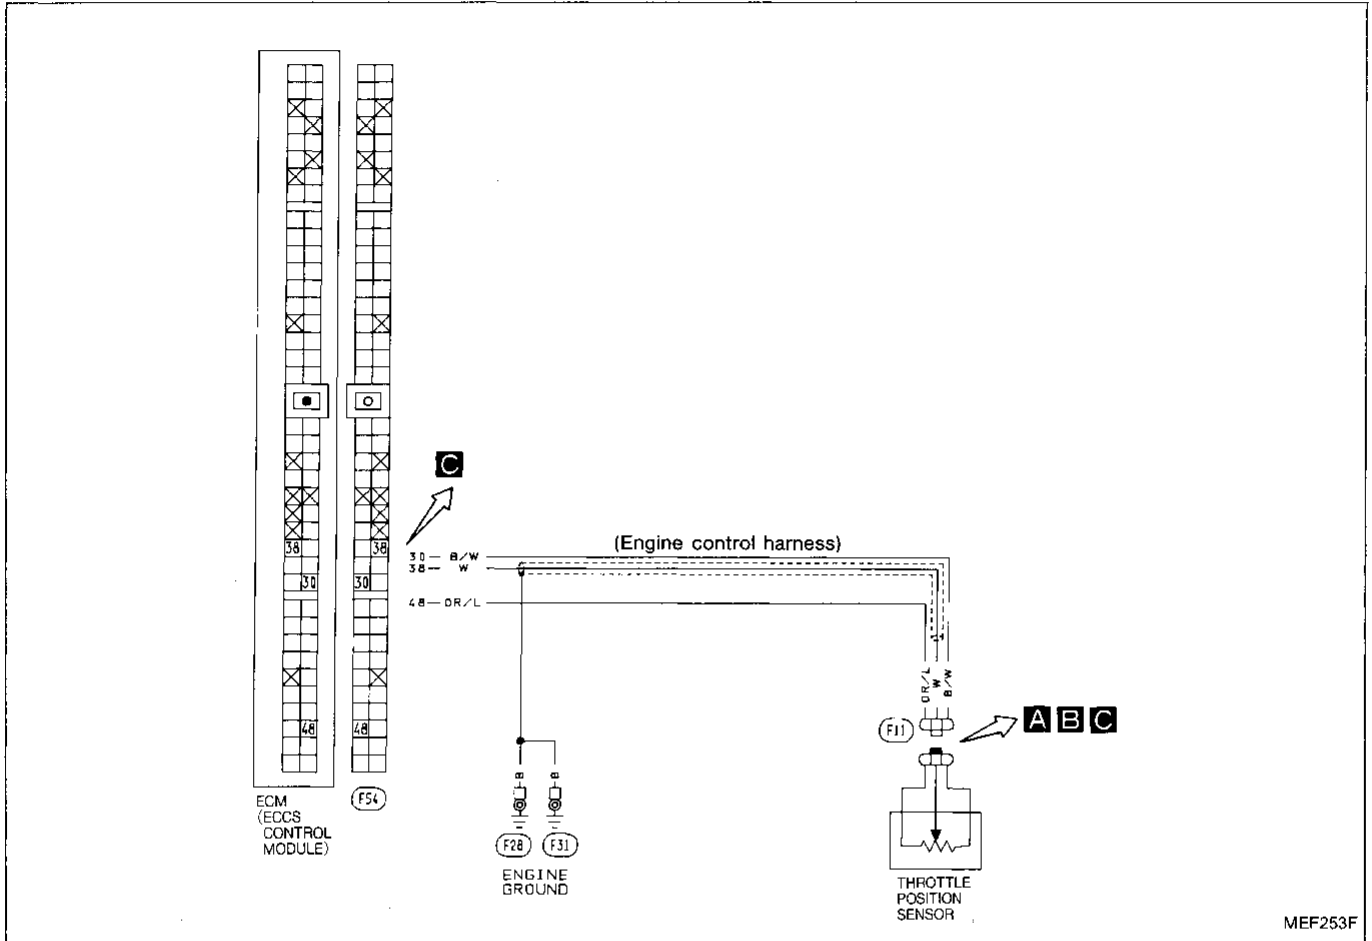 C
38
38
(Engine control harness)
30 — B/W
38 — W
30
30
48 — OR/L
OR/L
W
B/W
48
48
F11
A B C
B
B
ECM
(ECCS
CONTROL
MODULE)
F54
F28
F31
ENGINE
GROUND
THROTTLE
POSITION
SENSOR
MEF253F